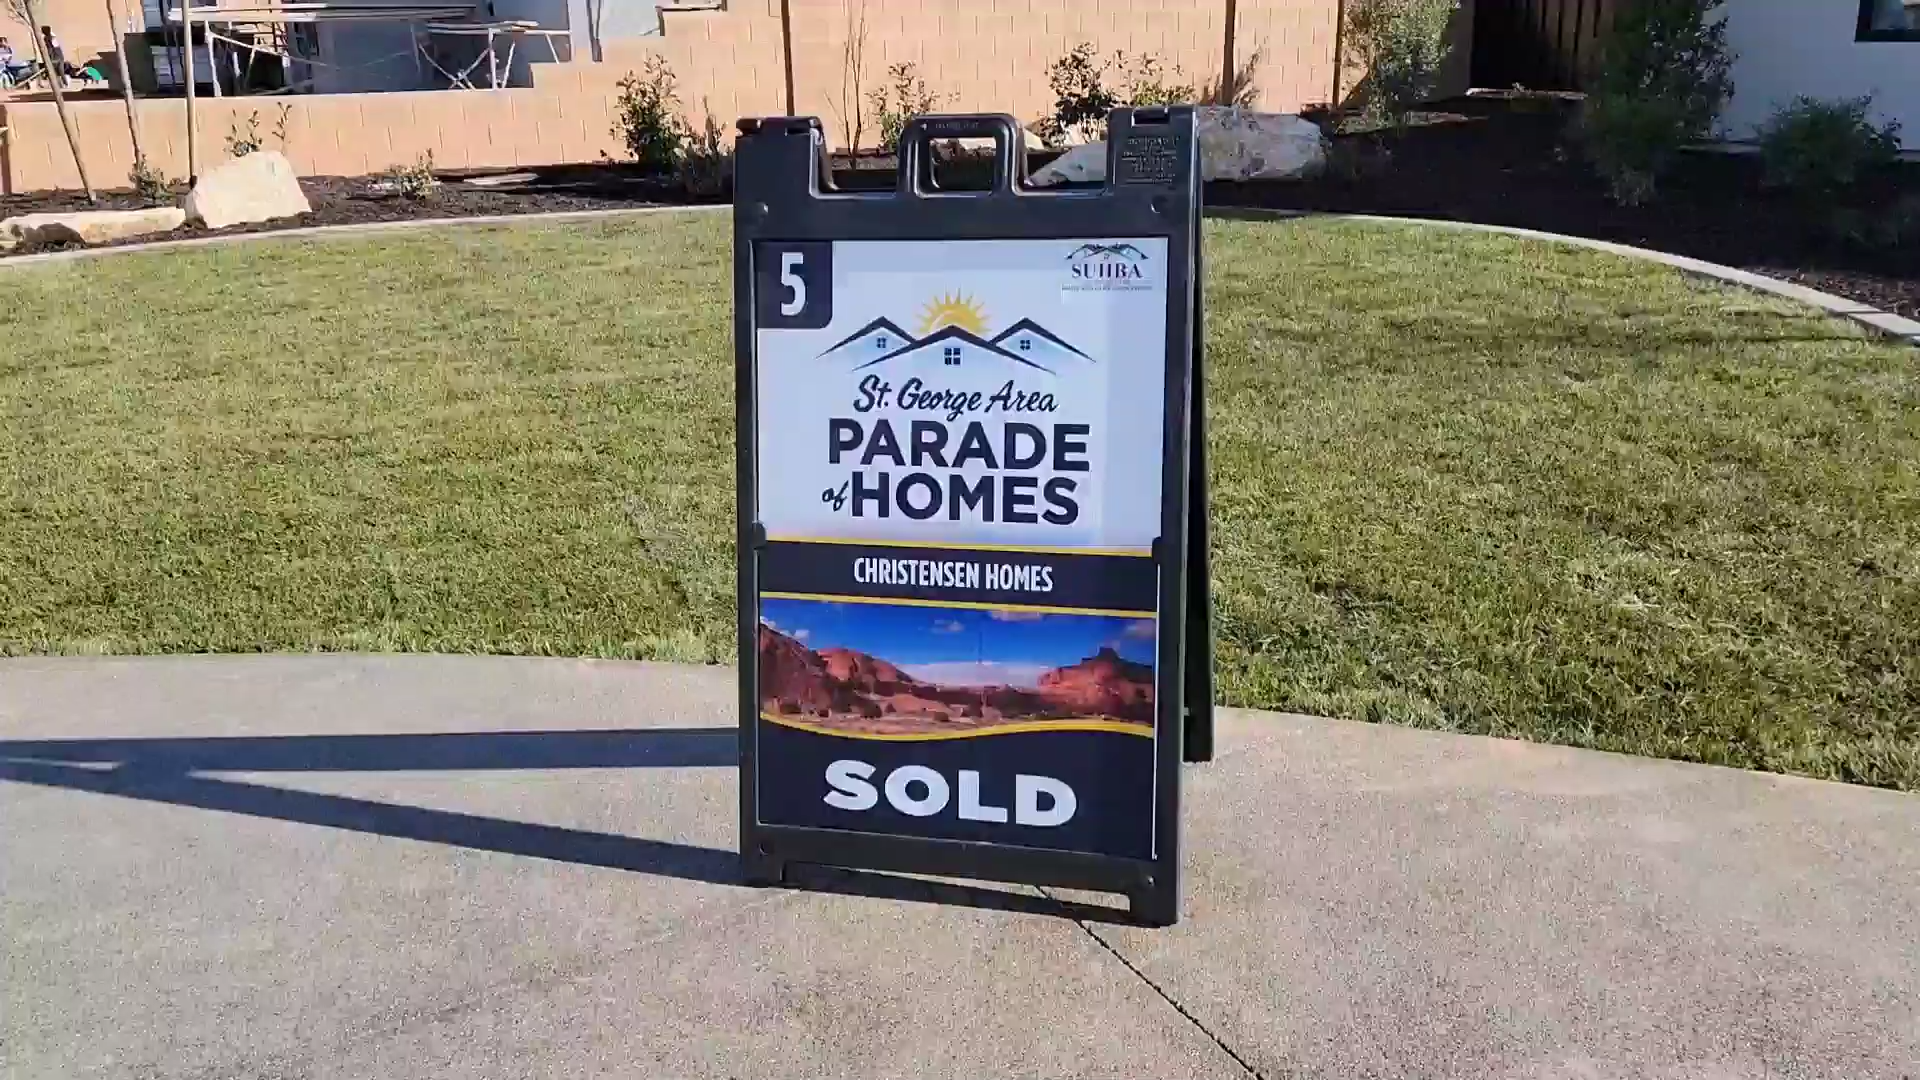 5
SUHBA
St. George Area
PARADE
of HOMES
CHRISTENSEN HOMES
SOLD